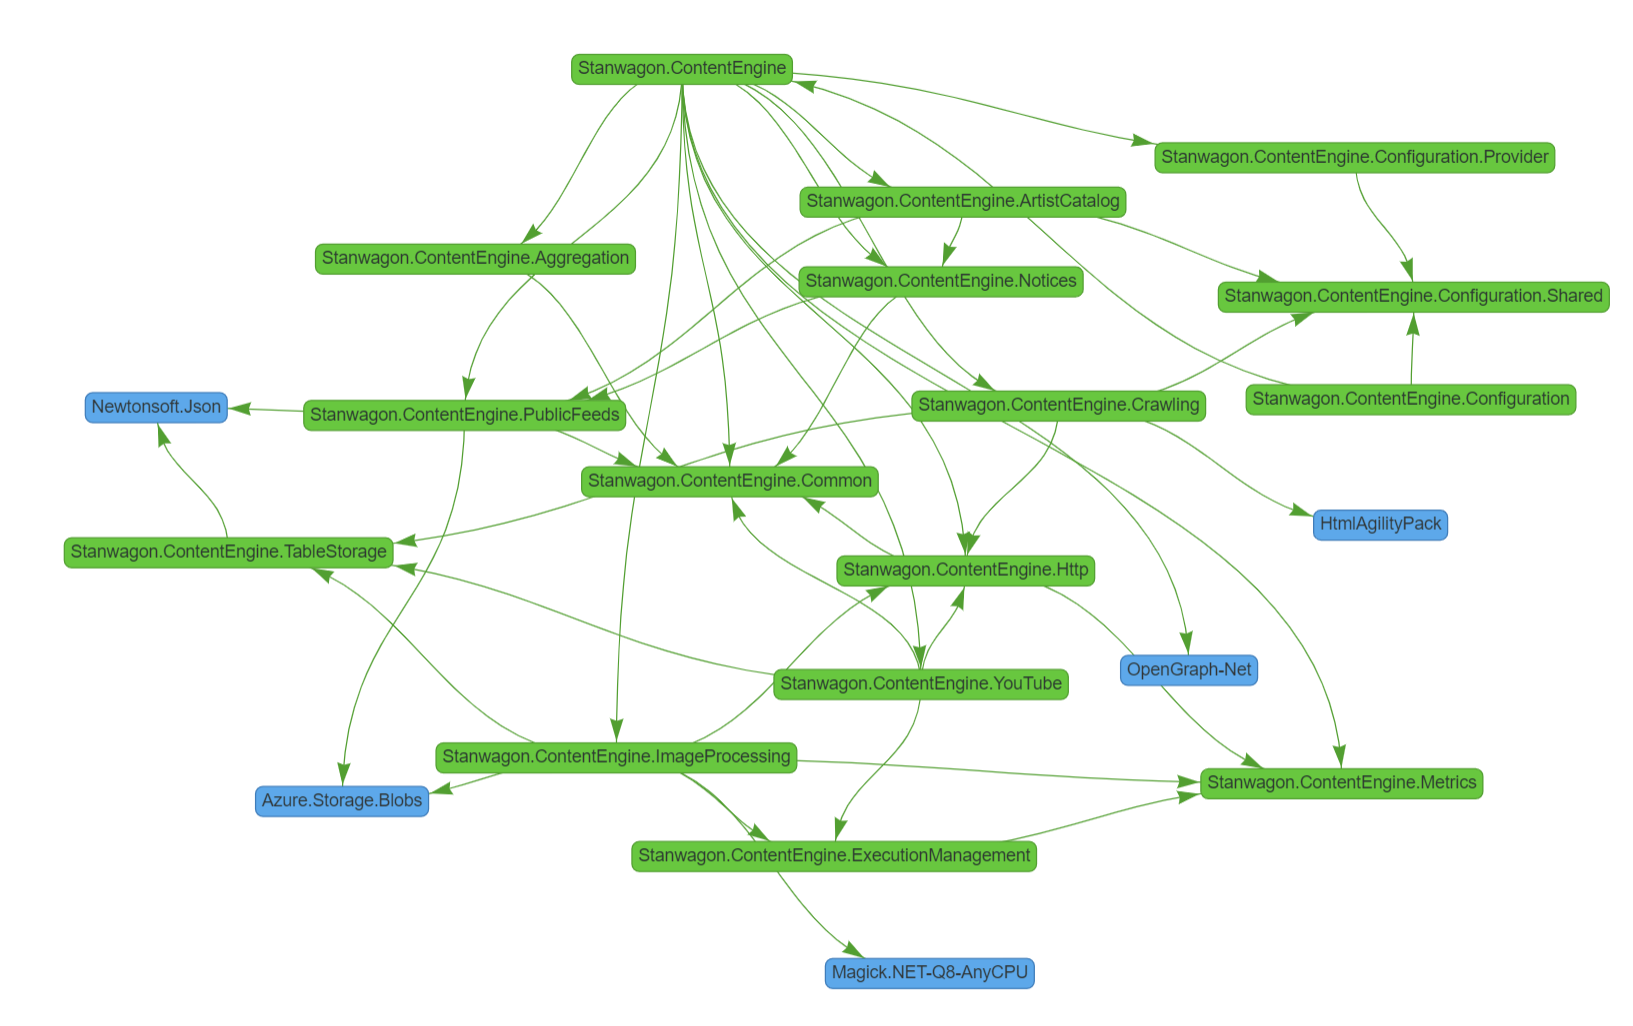 Stanwagon.ContentEngine
Stanwagon.ContentEngine.Configuration.Provider
Stanwagon.ContentEngine.ArtistCatalog
Stanwagon.ContentEngine.Aggregation
Stanwagon.ContentEngine.Notices
Stanwagon.ContentEngine.Configuration.Shared
Newtonsoft.Json
Stanwagon.ContentEngine.PublicFeeds
Stanwagon.ContentEngine.Crawling
Stanwagon.ContentEngine.Configuration
Stanwagon.ContentEngine.Common
HtmlAgilityPack
Stanwagon.ContentEngine.TableStorage
Stanwagon.ContentEngine.Http
OpenGraph-Net
Stanwagon.ContentEngine.YouTube
Stanwagon.ContentEngine.ImageProcessing
Stanwagon.ContentEngine.Metrics
Azure.Storage.Blobs
Stanwagon.ContentEngine.ExecutionManagement
Magick.NET-Q8-AnyCPU